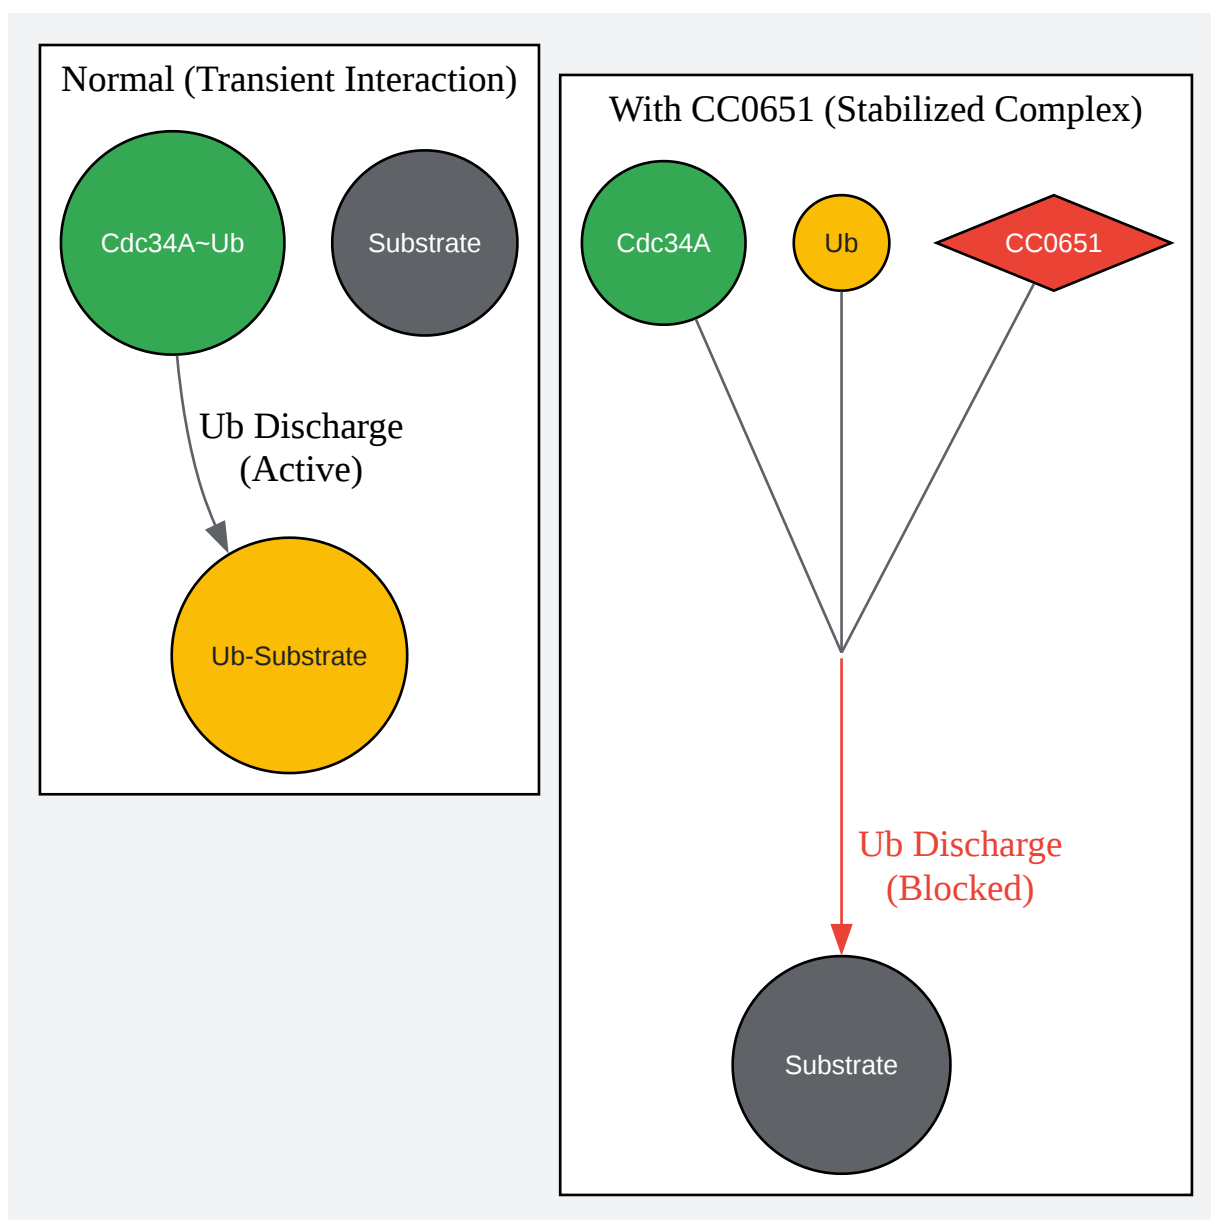 Normal (Transient Interaction)
Cdc34A~Ub
Substrate
Ub Discharge
(Active)
Ub-Substrate
With CC0651 (Stabilized Complex)
Cdc34A
Ub
CC0651
Ub Discharge
(Blocked)
Substrate